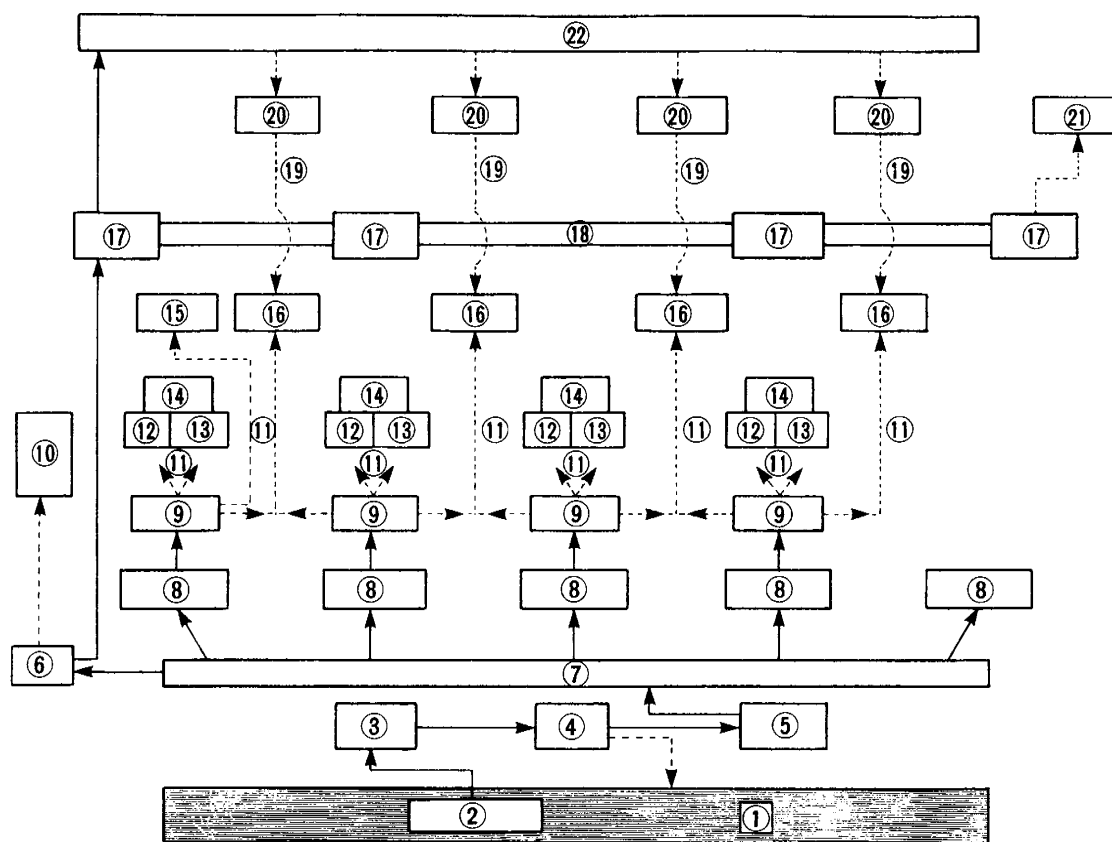 ㉒
⑳ ⑳ ⑳ ⑳ ㉑
⑲ ⑲ ⑲ ⑲
⑰ ⑰ ⑱ ⑰ ⑰
⑮ ⑯ ⑯ ⑯ ⑯
⑭ ⑭ ⑭ ⑭
⑫ ⑬ ⑪ ⑫ ⑬ ⑪ ⑫ ⑬ ⑪ ⑫ ⑬ ⑪
⑩ ⑪ ⑪ ⑪ ⑪
⑨ ⑨ ⑨ ⑨
⑧ ⑧ ⑧ ⑧ ⑧
⑥ ⑦
③ ④ ⑤
② ①